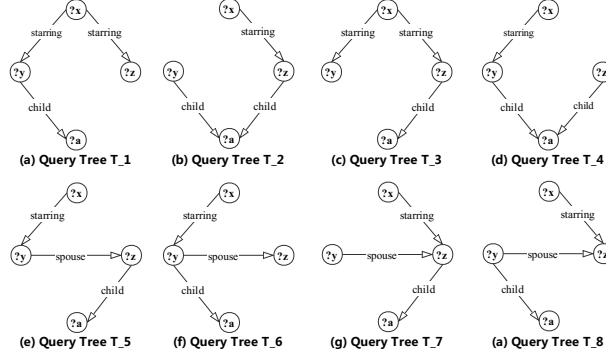 ?x ?x ?x ?x
starring starring starring starring starring starring
?y ?z ?y ?z ?y ?z ?y ?z
child child child child child child
?a ?a ?a ?a
(a) Query Tree T_1 (b) Query Tree T_2 (c) Query Tree T_3 (d) Query Tree T_4
?x ?x ?x ?x
starring starring starring starring
?y spouse ?z ?y spouse ?z ?y spouse ?z ?y spouse ?z
child child child child
?a ?a ?a ?a
(e) Query Tree T_5 (f) Query Tree T_6 (g) Query Tree T_7 (a) Query Tree T_8